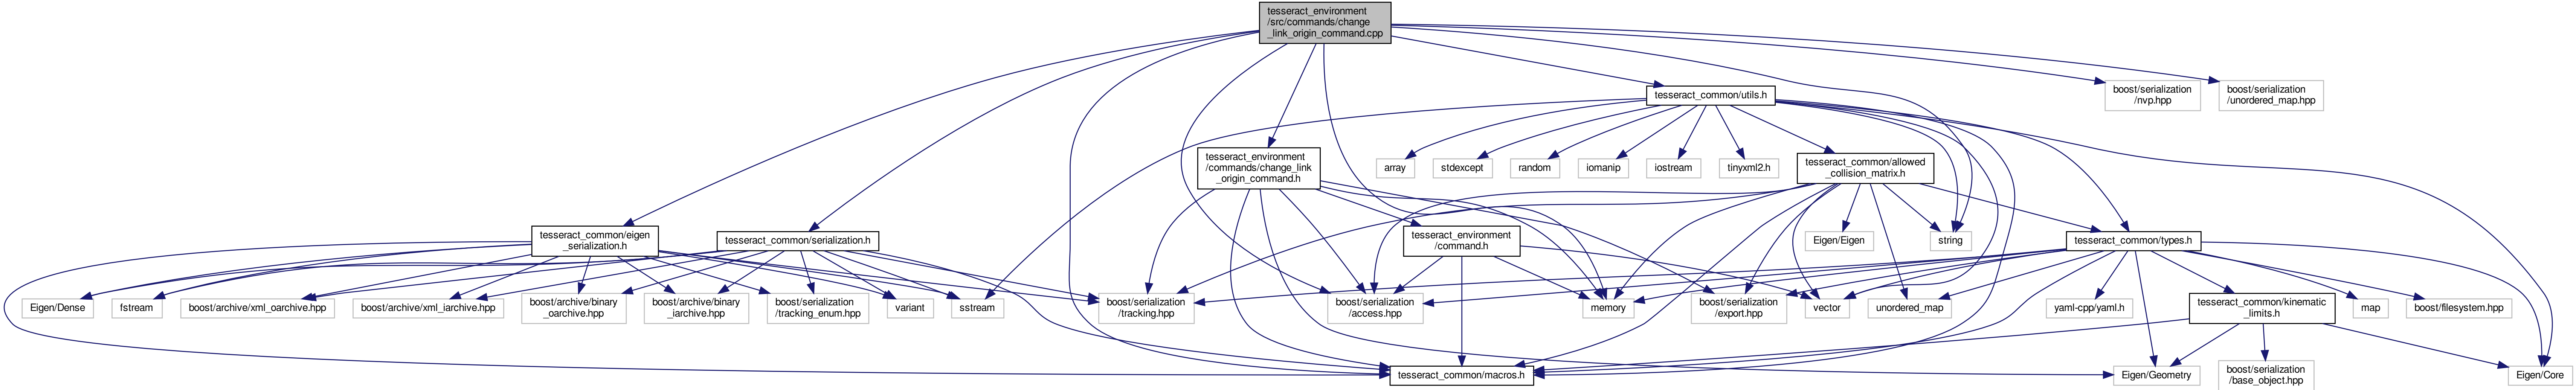 tesseract_environment
/src/commands/change
_link_origin_command.cpp
boost/serialization
/nvp.hpp
boost/serialization
/unordered_map.hpp
tesseract_common/utils.h
tesseract_environment
/commands/change_link
_origin_command.h
array
stdexcept
random
iomanip
iostream
tinyxml2.h
tesseract_common/allowed
_collision_matrix.h
tesseract_common/eigen
_serialization.h
tesseract_common/serialization.h
tesseract_environment
/command.h
Eigen/Eigen
string
tesseract_common/types.h
Eigen/Dense
fstream
boost/archive/xml_oarchive.hpp
boost/archive/xml_iarchive.hpp
boost/archive/binary
_oarchive.hpp
boost/archive/binary
_iarchive.hpp
boost/serialization
/tracking_enum.hpp
variant
sstream
boost/serialization
/tracking.hpp
boost/serialization
/access.hpp
memory
boost/serialization
/export.hpp
vector
unordered_map
yaml-cpp/yaml.h
tesseract_common/kinematic
_limits.h
map
boost/filesystem.hpp
tesseract_common/macros.h
Eigen/Geometry
boost/serialization
/base_object.hpp
Eigen/Core